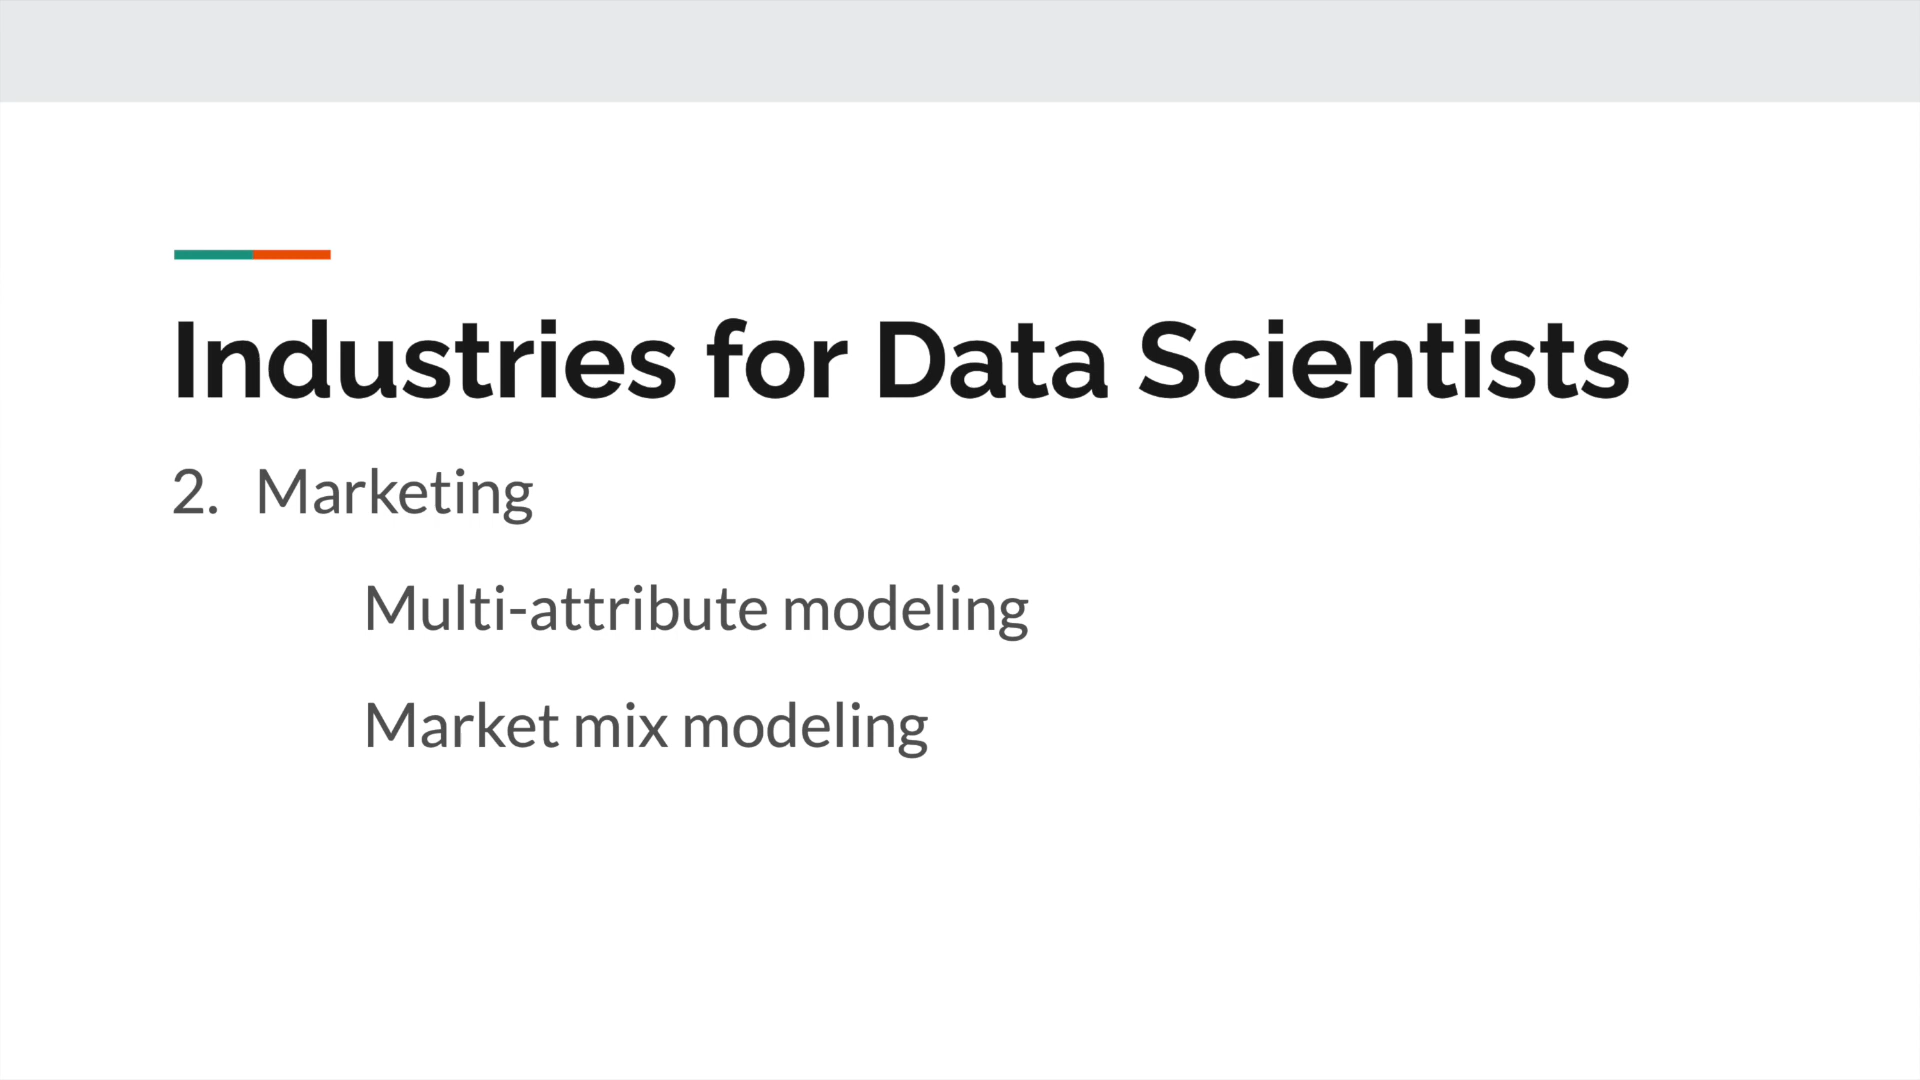 Industries for Data Scientists
2. Marketing
Multi-attribute modeling
Market mix modeling